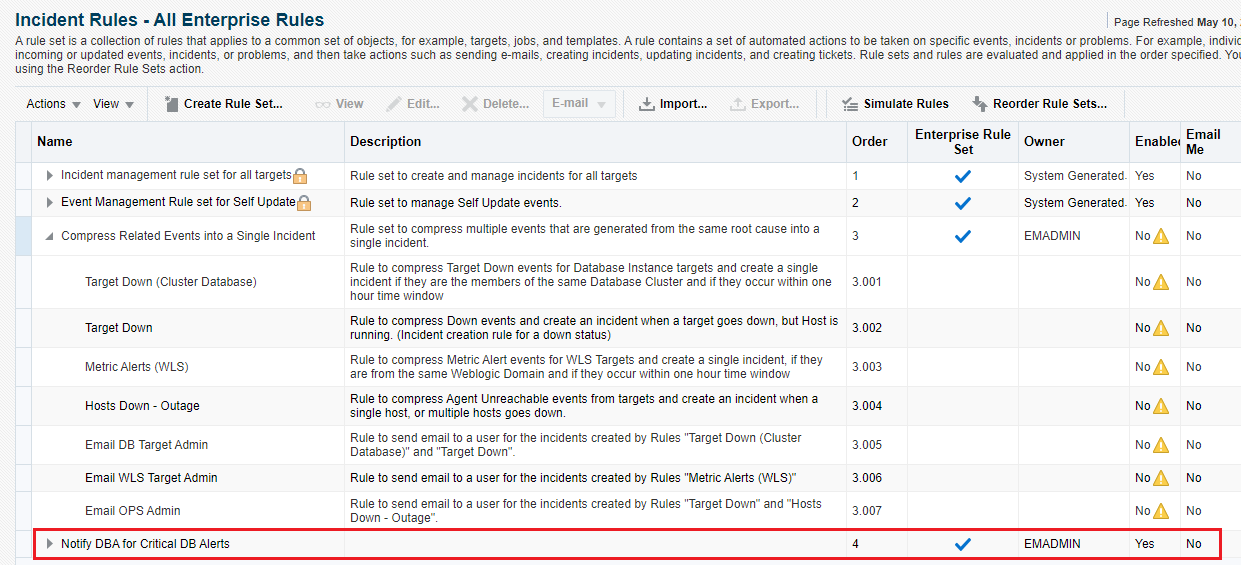 Incident Rules - All Enterprise Rules
Page Refreshed May 10,
A rule set is a collection of rules that applies to a common set of objects, for example, targets, jobs, and templates. A rule contains a set of automated actions to be taken on specific events, incidents or problems. For example, individ
incoming or updated events, incidents, or problems, and then take actions such as sending e-mails, creating incidents, updating incidents, and creating tickets. Rule sets and rules are evaluated and applied in the order specified. You
using the Reorder Rule Sets action.
Actions View Create Rule Set... View Edit... Delete... E-mail Import... Export... Simulate Rules Reorder Rule Sets...
Name Description Order Enterprise Rule Set Owner Enabled Email Me
Incident management rule set for all targets Rule set to create and manage incidents for all targets 1 System Generated. Yes No
Event Management Rule set for Self Update Rule set to manage Self Update events. 2 System Generated. Yes No
Compress Related Events into a Single Incident Rule set to compress multiple events that are generated from the same root cause into a
single incident. 3 EMADMIN No No
Target Down (Cluster Database) Rule to compress Target Down events for Database Instance targets and create a single
incident if they are the members of the same Database Cluster and if they occur within one
hour time window 3.001 No No
Target Down Rule to compress Down events and create an incident when a target goes down, but Host is
running. (Incident creation rule for a down status) 3.002 No No
Metric Alerts (WLS) Rule to compress Metric Alert events for WLS Targets and create a single incident, if they
are from the same Weblogic Domain and if they occur within one hour time window 3.003 No No
Hosts Down - Outage Rule to compress Agent Unreachable events from targets and create an incident when a
single host, or multiple hosts goes down. 3.004 No No
Email DB Target Admin Rule to send email to a user for the incidents created by Rules "Target Down (Cluster
Database)" and "Target Down". 3.005 No No
Email WLS Target Admin Rule to send email to a user for the incidents created by Rules "Metric Alerts (WLS)" 3.006 No No
Email OPS Admin Rule to send email to a user for the incidents created by Rules "Target Down" and "Hosts
Down - Outage". 3.007 No No
Notify DBA for Critical DB Alerts 4 EMADMIN Yes No